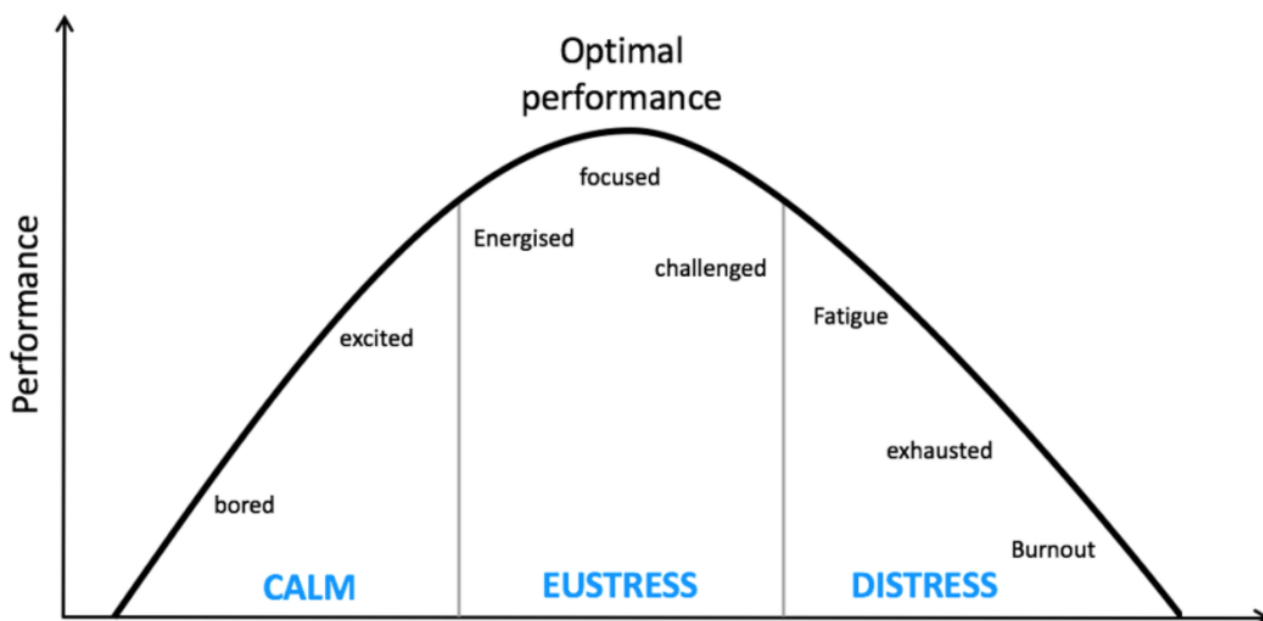 Optimal
performance
focused
Energised
challenged
Fatigue
excited
exhausted
bored
Burnout
CALM
EUSTRESS
DISTRESS
Performance